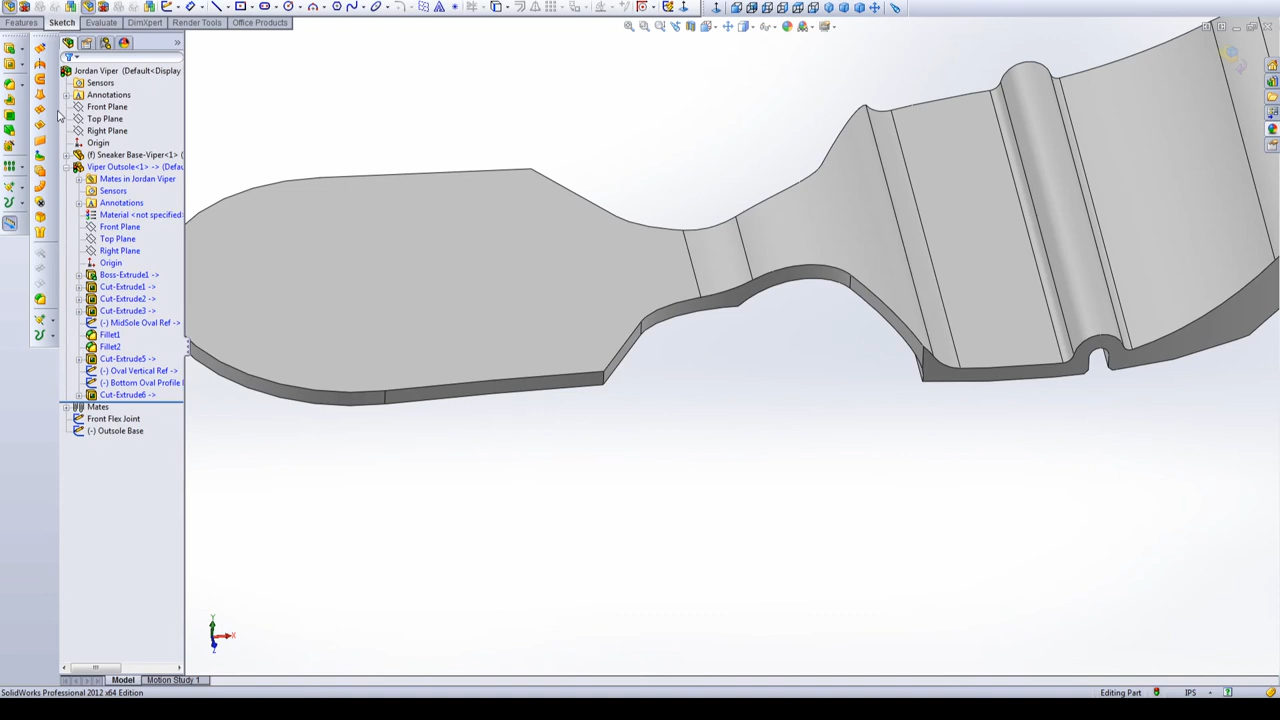 Features Sketch Evaluate DimXpert Render Tools Office Products
Jordan Viper (Default<Display
Sensors
Annotations
Front Plane
Top Plane
Right Plane
Origin
(f) Sneaker Base-Viper<1> (
Viper Outsole<1> -> (Defau
Mates in Jordan Viper
Sensors
Annotations
Material <not specified>
Front Plane
Top Plane
Right Plane
Origin
Boss-Extrude1 ->
Cut-Extrude1 ->
Cut-Extrude2 ->
Cut-Extrude3 ->
(-) MidSole Oval Ref ->
Fillet1
Fillet2
Cut-Extrude5 ->
(-) Oval Vertical Ref ->
(-) Bottom Oval Profile
Cut-Extrude6 ->
Mates
Front Flex Joint
(-) Outsole Base
Y
X
Z
Model Motion Study 1
SolidWorks Professional 2012 x64 Edition Editing Part IPS